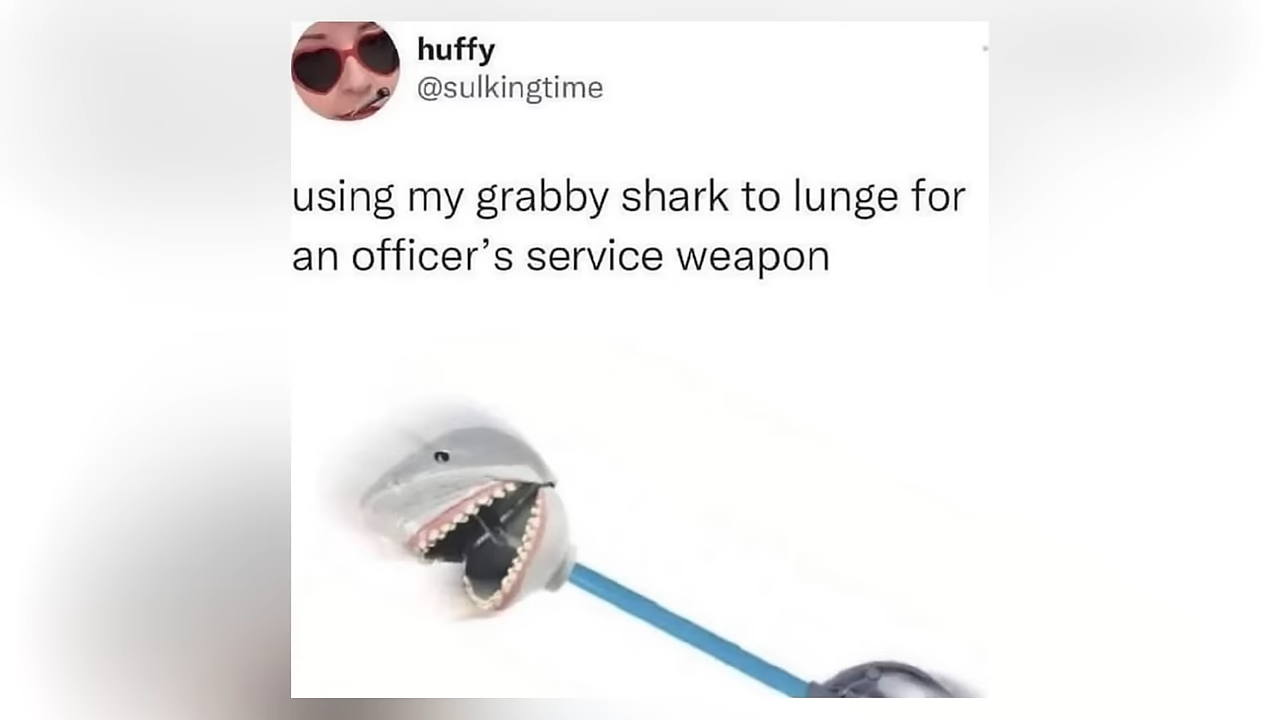 huffy
@sulkingtime
using my grabby shark to lunge for
an officer’s service weapon